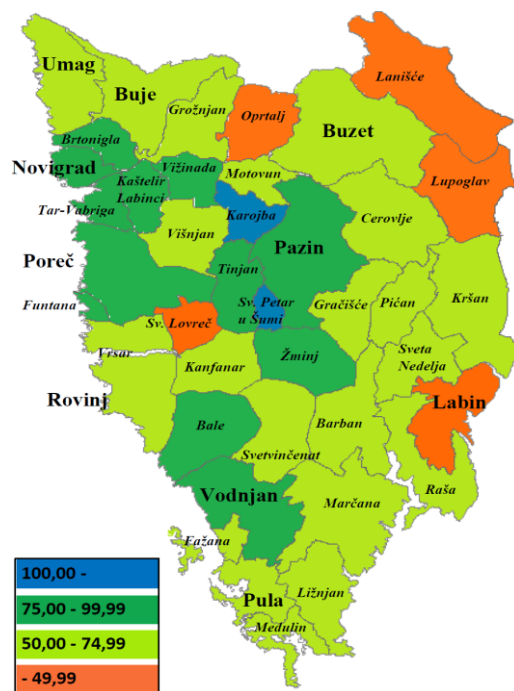 Umag
Buje
Grožnjan
Oprtalj
Lanišće
Buzet
Brtonigla
Novigrad
Kaštelir
Labinci
Vižinada
Motovun
Lupoglav
Tar-Vabriga
Karojba
Cerovlje
Višnjan
Pazin
Poreč
Tinjan
Funtana
Sv. Lovreč
Sv. Petar
u Šumi
Gračišće
Pićan
Kršan
Vrsar
Žminj
Sveta
Nedelja
Rovinj
Kanfanar
Labin
Bale
Barban
Svetvinčenat
Raša
Vodnjan
Marčana
Fažana
Pula
Ližnjan
Medulin
100,00 -
75,00 - 99,99
50,00 - 74,99
- 49,99